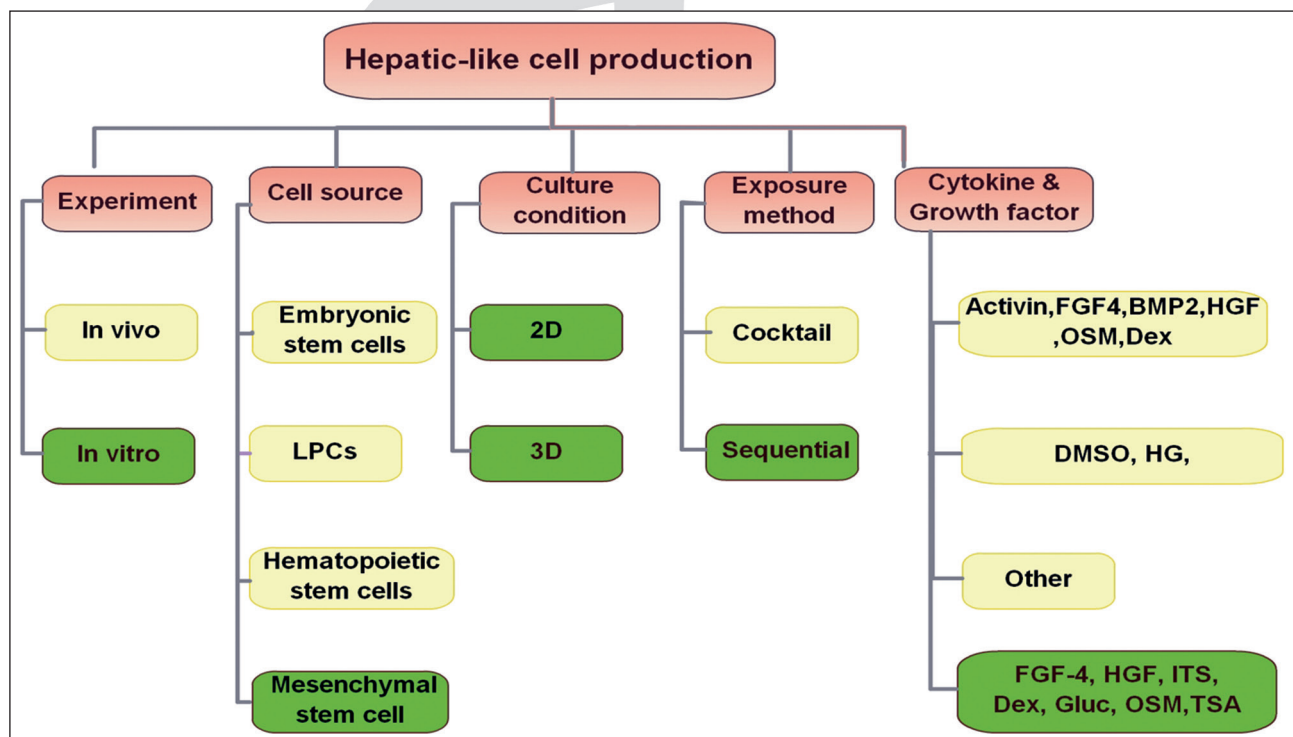 Hepatic-like cell production
Experiment
In vivo
In vitro
Cell source
Embryonic
stem cells
LPCs
Hematopoietic
stem cells
Mesenchymal
stem cell
Culture
condition
2D
3D
Exposure
method
Cocktail
Sequential
Cytokine &
Growth factor
Activin,FGF4,BMP2,HGF
,OSM,Dex
DMSO, HG,
Other
FGF-4, HGF, ITS,
Dex, Gluc, OSM,TSA